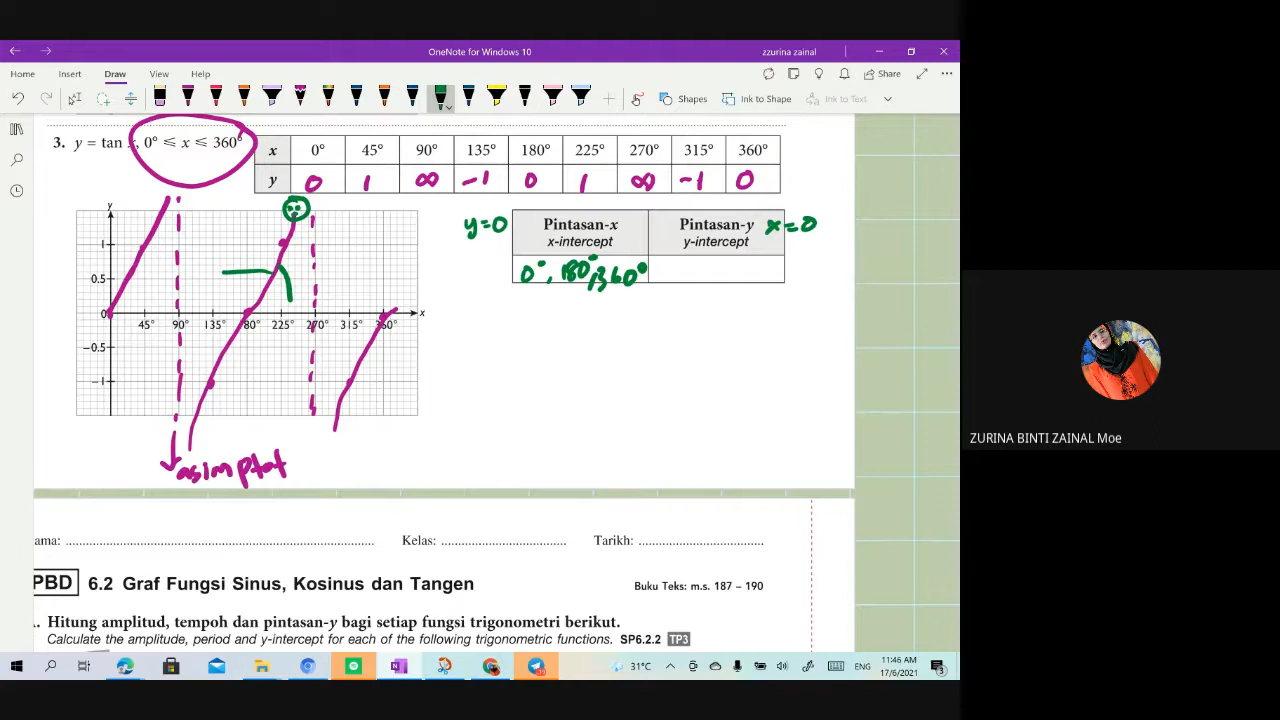 OneNote for Windows 10
zzurina zainal
Home Insert Draw View Help
Share
Shapes Ink to Shape Ink to Text
3. y = tan x, 0° ≤ x ≤ 360°
x 0° 45° 90° 135° 180° 225° 270° 315° 360°
y 0 1 ∞ -1 0 1 ∞ -1 0
y=0 Pintasan-x Pintasan-y x=0
x-intercept y-intercept
0°, 180°, 360°
y
1
0.5
0 45° 90° 135° 180° 225° 270° 315° 360° x
−0.5
−1
asimptot
ama: Kelas: Tarikh:
PBD 6.2 Graf Fungsi Sinus, Kosinus dan Tangen Buku Teks: m.s. 187 – 190
. Hitung amplitud, tempoh dan pintasan-y bagi setiap fungsi trigonometri berikut.
Calculate the amplitude, period and y-intercept for each of the following trigonometric functions. SP6.2.2 TP3
ZURINA BINTI ZAINAL Moe
31°C ENG 11:46 AM
17/6/2021